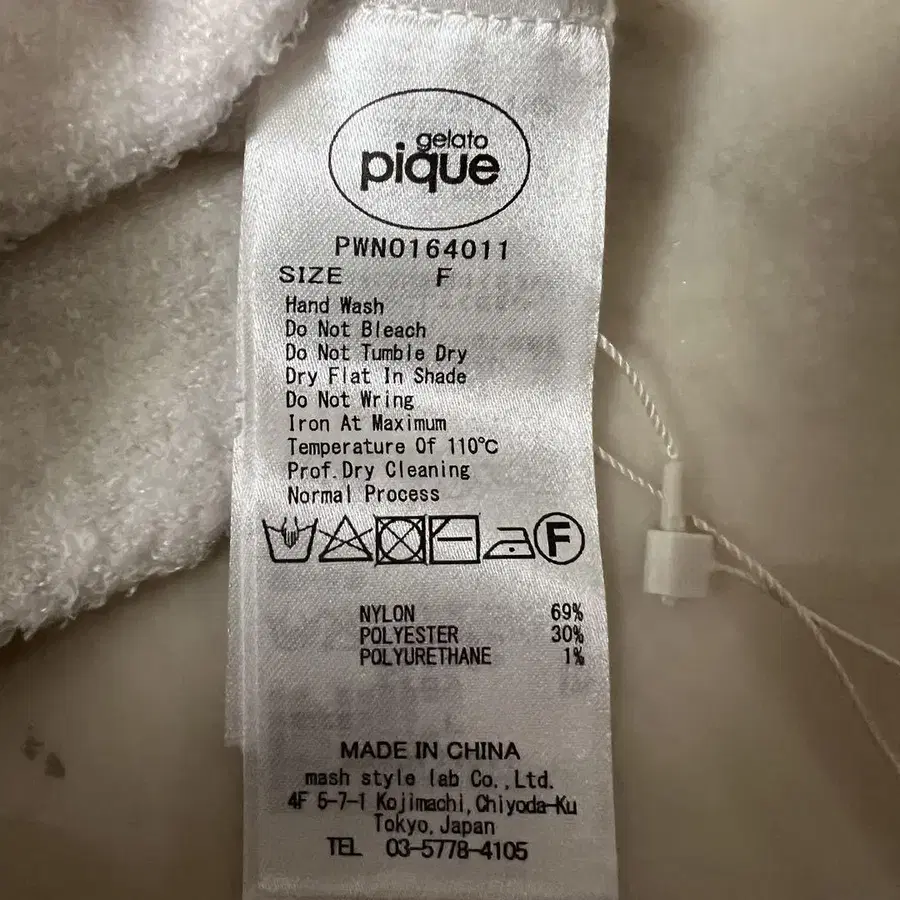 gelato
pique
PWNO164011
SIZE F
Hand Wash
Do Not Bleach
Do Not Tumble Dry
Dry Flat In Shade
Do Not Wring
Iron At Maximum
Temperature Of 110℃
Prof.Dry Cleaning
Normal Process
F
NYLON 69%
POLYESTER 30%
POLYURETHANE 1%
MADE IN CHINA
mash style lab Co.,Ltd.
4F 5-7-1 Kojimachi,Chiyoda-Ku
Tokyo,Japan
TEL 03-5778-4105